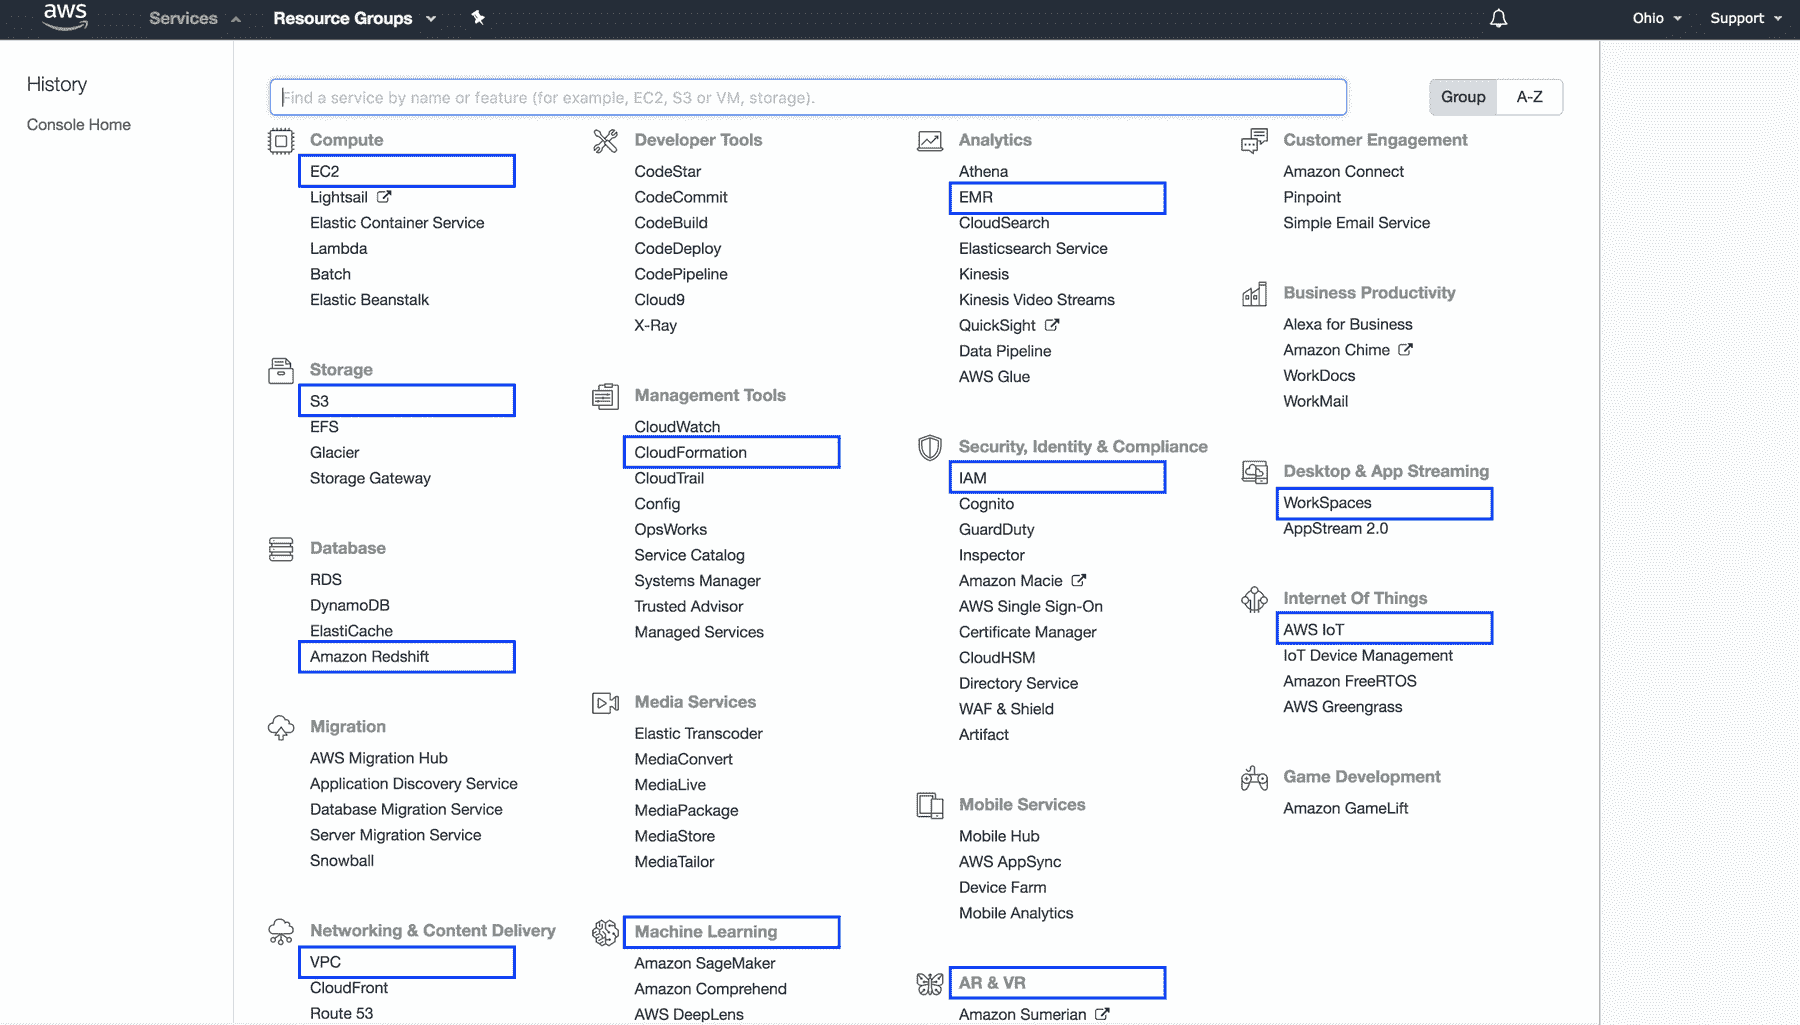 aws
Services
Resource Groups
Ohio
Support
History
Console Home
Find a service by name or feature (for example, EC2, S3 or VM, storage).
Group
A-Z
Compute
EC2
Lightsail
Elastic Container Service
Lambda
Batch
Elastic Beanstalk
Storage
S3
EFS
Glacier
Storage Gateway
Database
RDS
DynamoDB
ElastiCache
Amazon Redshift
Migration
AWS Migration Hub
Application Discovery Service
Database Migration Service
Server Migration Service
Snowball
Networking & Content Delivery
VPC
CloudFront
Route 53
Developer Tools
CodeStar
CodeCommit
CodeBuild
CodeDeploy
CodePipeline
Cloud9
X-Ray
Management Tools
CloudWatch
CloudFormation
CloudTrail
Config
OpsWorks
Service Catalog
Systems Manager
Trusted Advisor
Managed Services
Media Services
Elastic Transcoder
MediaConvert
MediaLive
MediaPackage
MediaStore
MediaTailor
Machine Learning
Amazon SageMaker
Amazon Comprehend
AWS DeepLens
Analytics
Athena
EMR
CloudSearch
Elasticsearch Service
Kinesis
Kinesis Video Streams
QuickSight
Data Pipeline
AWS Glue
Security, Identity & Compliance
IAM
Cognito
GuardDuty
Inspector
Amazon Macie
AWS Single Sign-On
Certificate Manager
CloudHSM
Directory Service
WAF & Shield
Artifact
Mobile Services
Mobile Hub
AWS AppSync
Device Farm
Mobile Analytics
AR & VR
Amazon Sumerian
Customer Engagement
Amazon Connect
Pinpoint
Simple Email Service
Business Productivity
Alexa for Business
Amazon Chime
WorkDocs
WorkMail
Desktop & App Streaming
WorkSpaces
AppStream 2.0
Internet Of Things
AWS IoT
IoT Device Management
Amazon FreeRTOS
AWS Greengrass
Game Development
Amazon GameLift